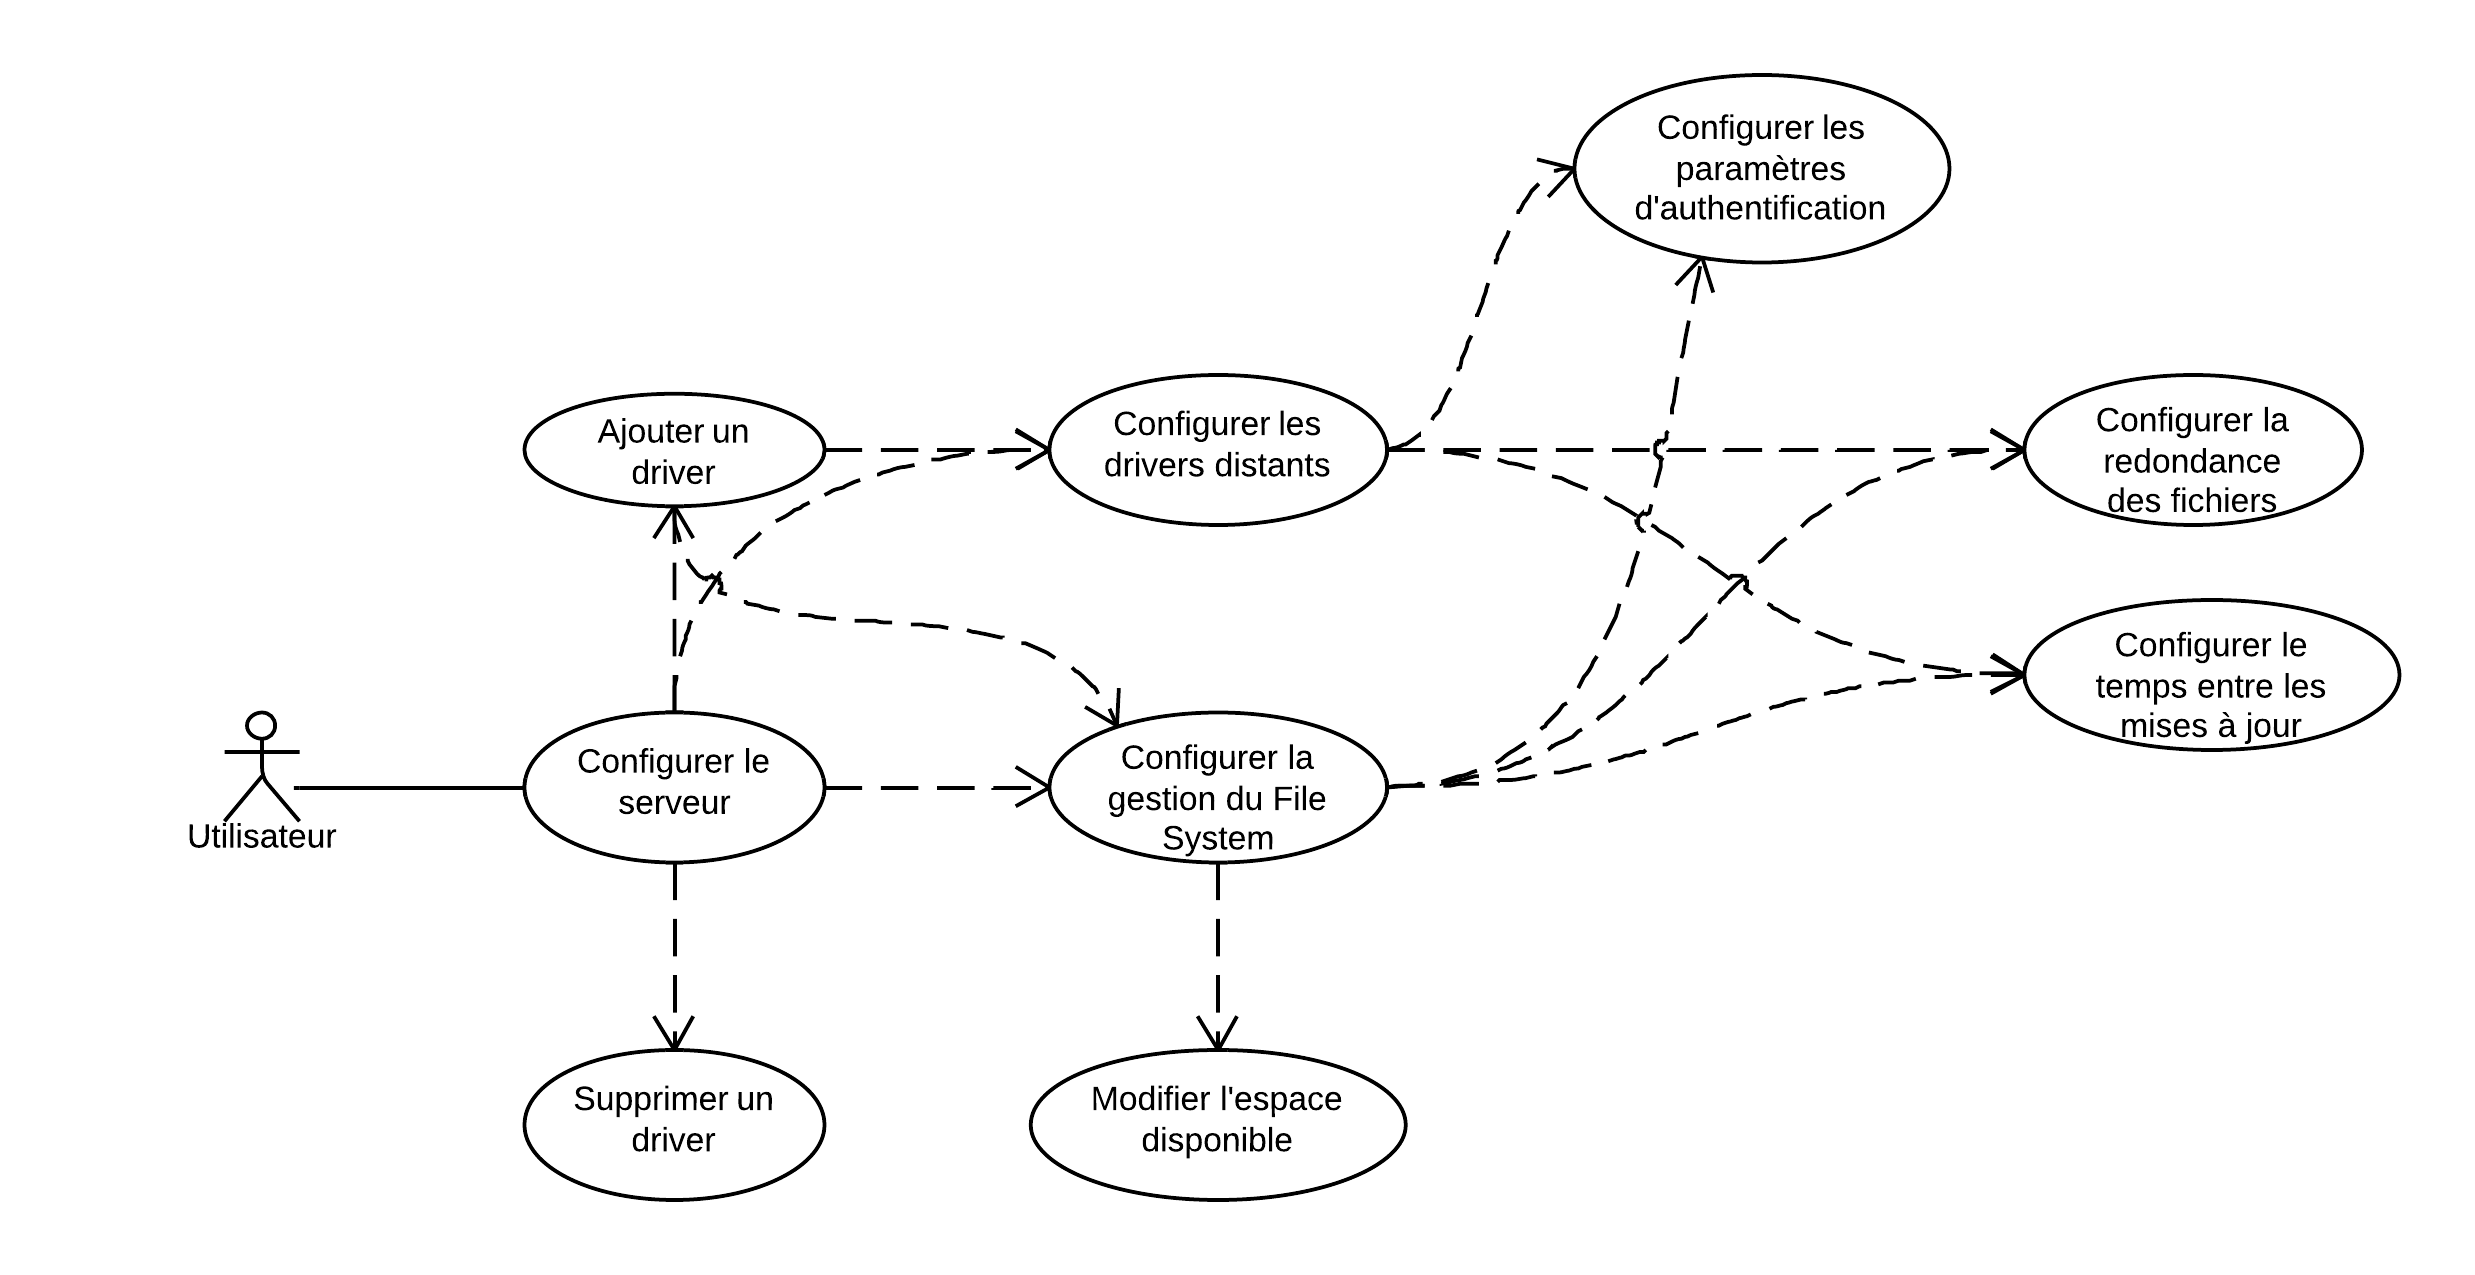 Configurer les
paramètres
d'authentification
Ajouter un
driver
Configurer les
drivers distants
Configurer la
redondance
des fichiers
Configurer le
temps entre les
mises à jour
Utilisateur
Configurer le
serveur
Configurer la
gestion du File
System
Supprimer un
driver
Modifier l'espace
disponible